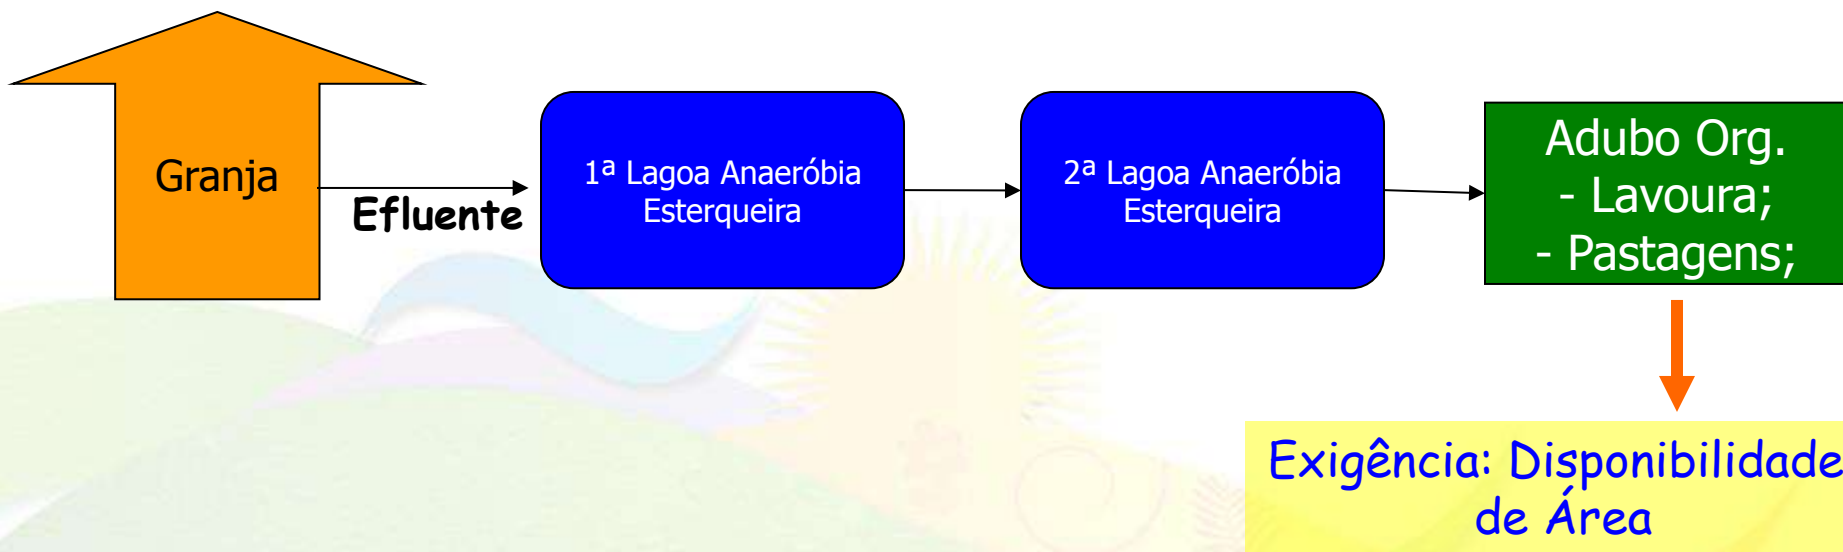 Granja
Efluente
1ª Lagoa Anaeróbia
Esterqueira
2ª Lagoa Anaeróbia
Esterqueira
Adubo Org.
- Lavoura;
- Pastagens;
Exigência: Disponibilidade
de Área